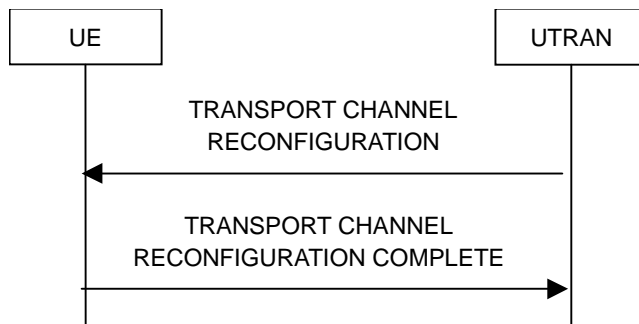 UE
UTRAN
TRANSPORT CHANNEL
RECONFIGURATION
TRANSPORT CHANNEL
RECONFIGURATION COMPLETE